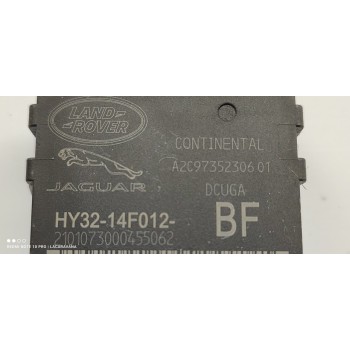 LAND
ROVER
JAGUAR
CONTINENTAL
A2C97352306 01
DCUGA
HY32-14F012-
BF
2101073000455062